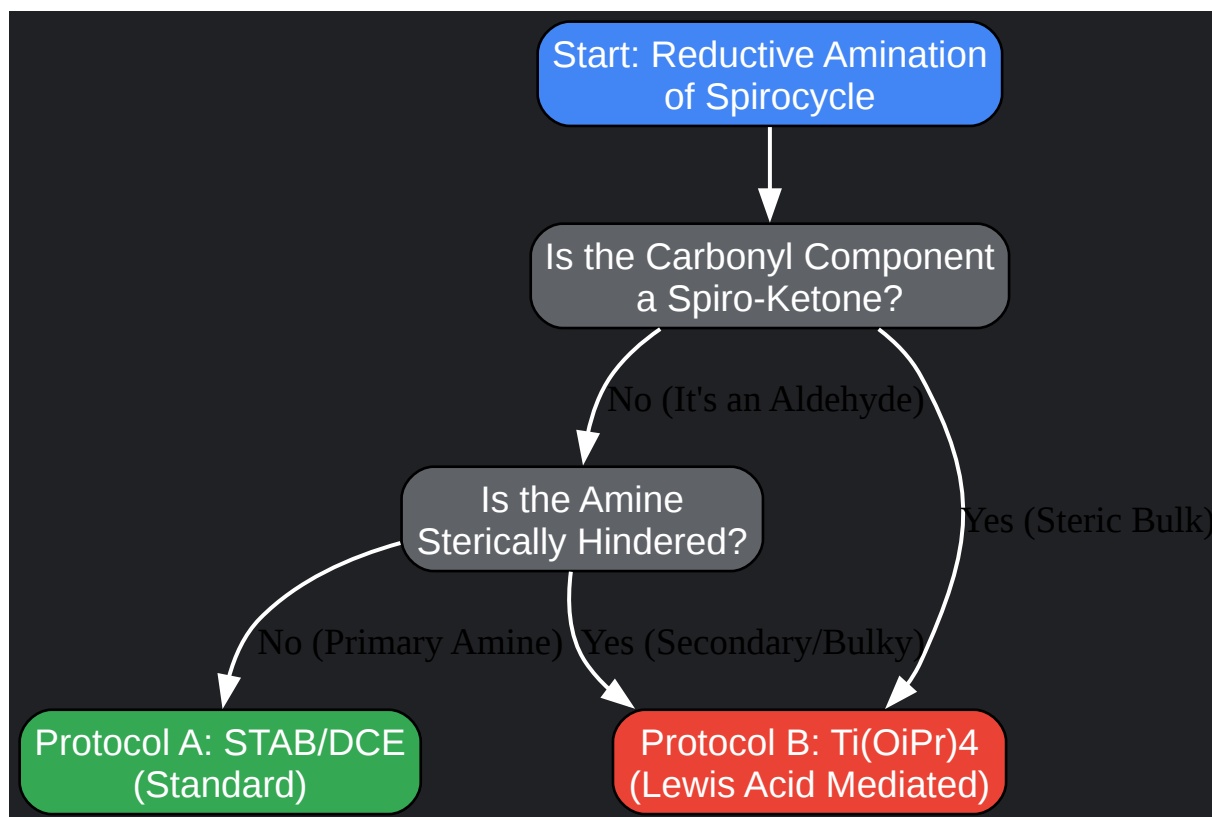 Start: Reductive Amination
of Spirocycle
Is the Carbonyl Component
a Spiro-Ketone?
No (It's an Aldehyde)
Is the Amine
Sterically Hindered?
Yes (Steric Bulk)
No (Primary Amine)
Yes (Secondary/Bulky)
Protocol A: STAB/DCE
(Standard)
Protocol B: Ti(OiPr)4
(Lewis Acid Mediated)